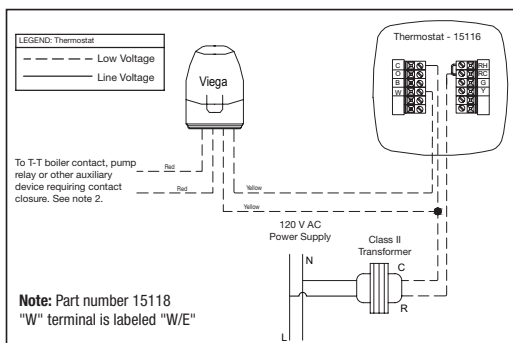 LEGEND: Thermostat
Low Voltage
Line Voltage
Viega
Thermostat - 15116
C
O
B
W
RH
RC
G
Y
To T-T boiler contact, pump
relay or other auxiliary
device requiring contact
closure. See note 2.
Red
Red
Yellow
Yellow
120 V AC
Power Supply
Class II
Transformer
N
C
R
L
Note: Part number 15118
"W" terminal is labeled "W/E"